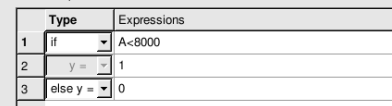 Type Expressions
1 if A<8000
2 y = 1
3 else y = 0